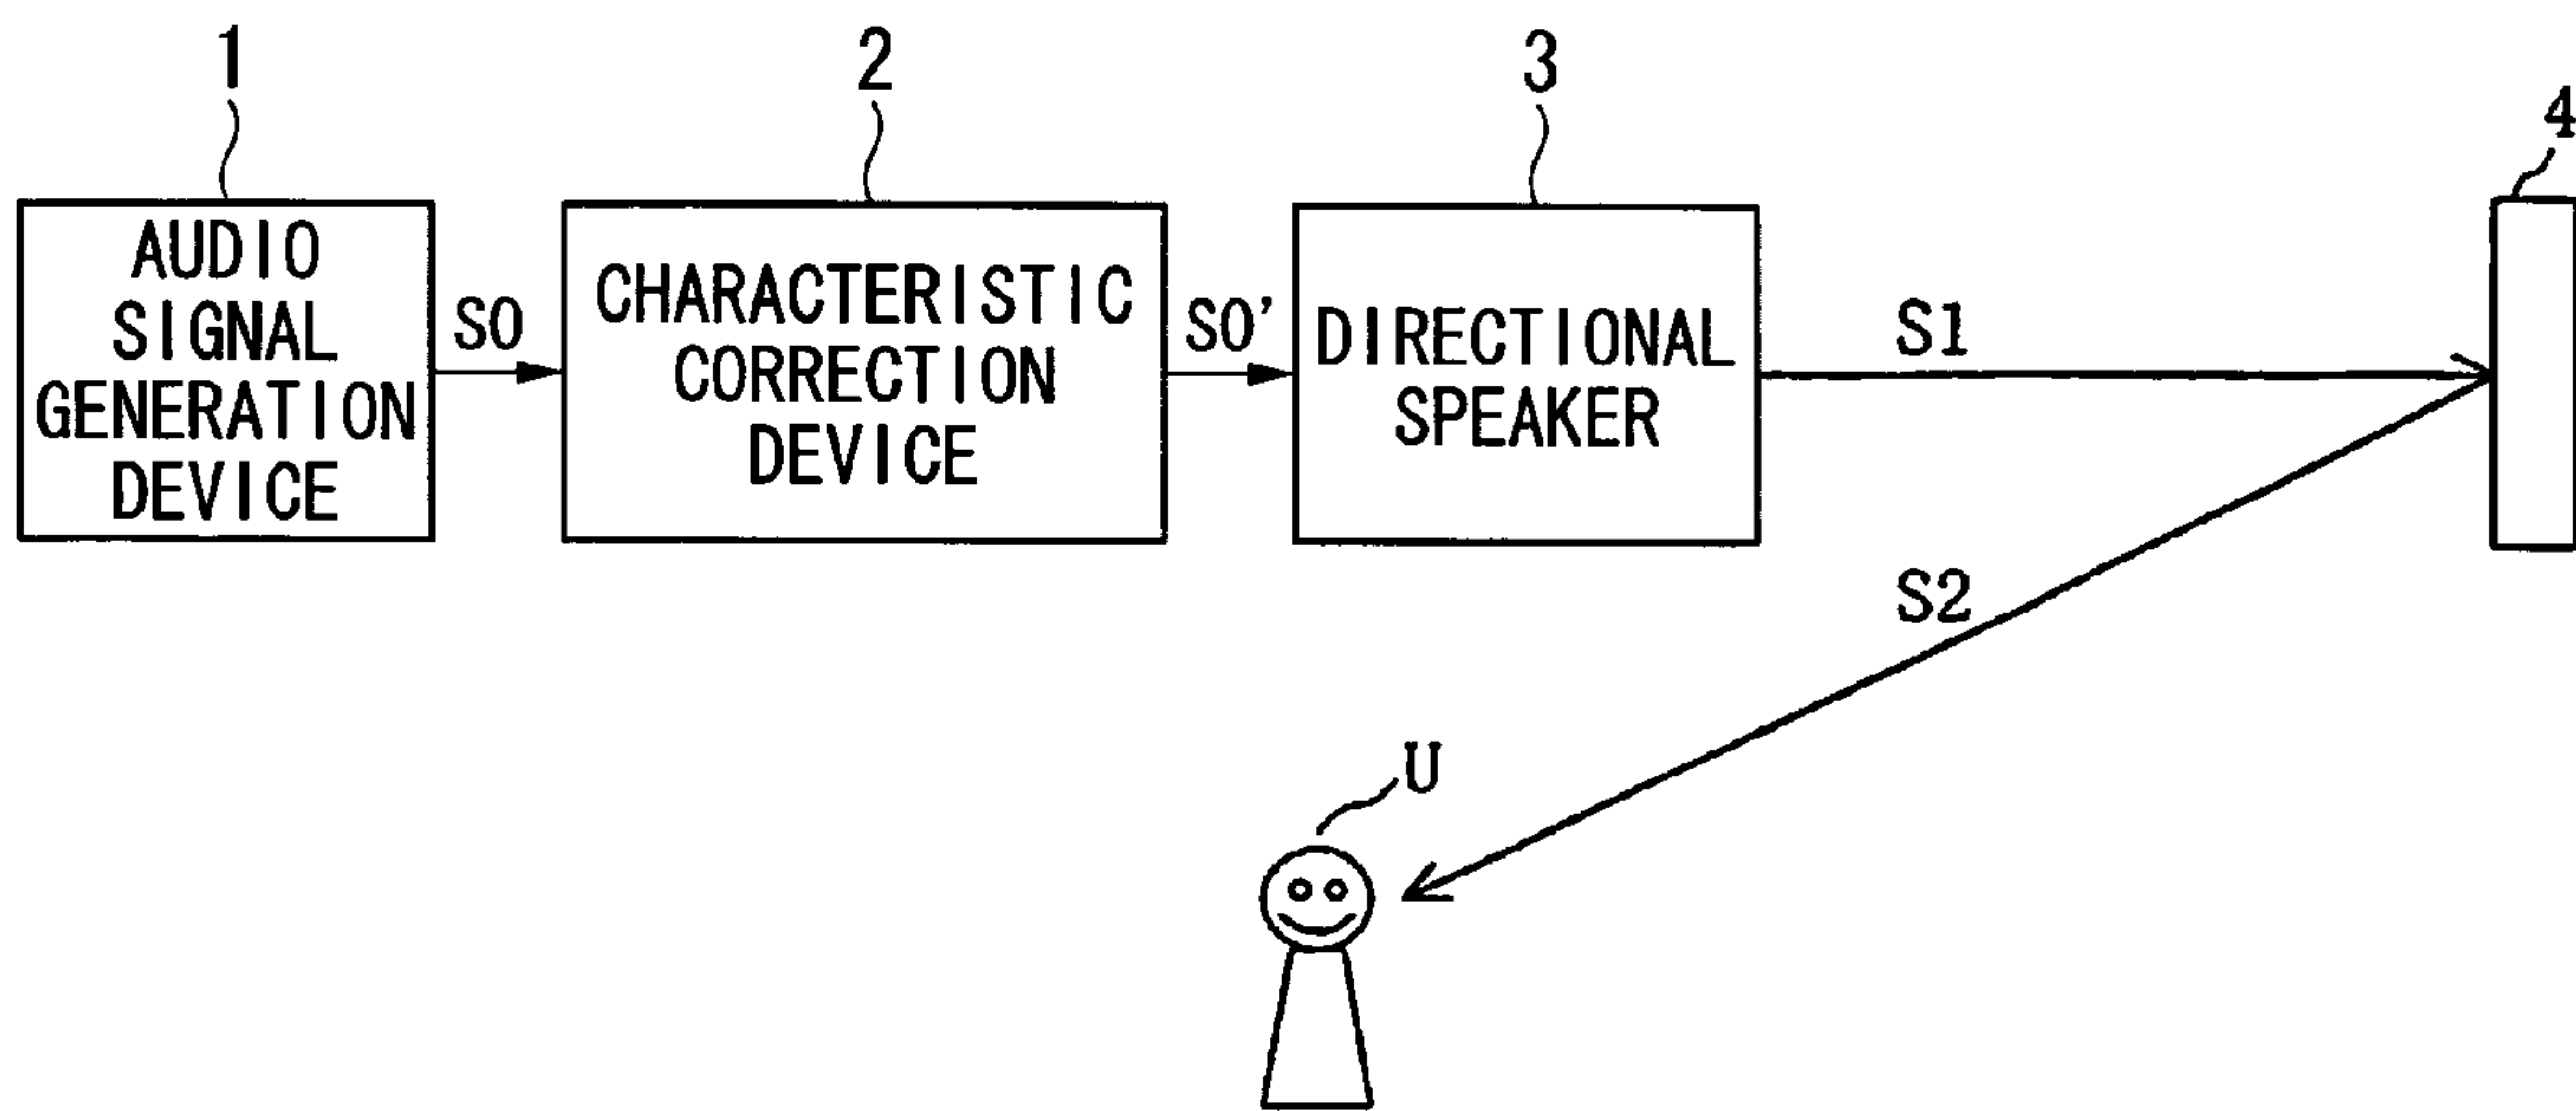 1
2
3
4
AUDIO
SIGNAL
GENERATION
DEVICE
S0
CHARACTERISTIC
CORRECTION
DEVICE
S0'
DIRECTIONAL
SPEAKER
S1
S2
U